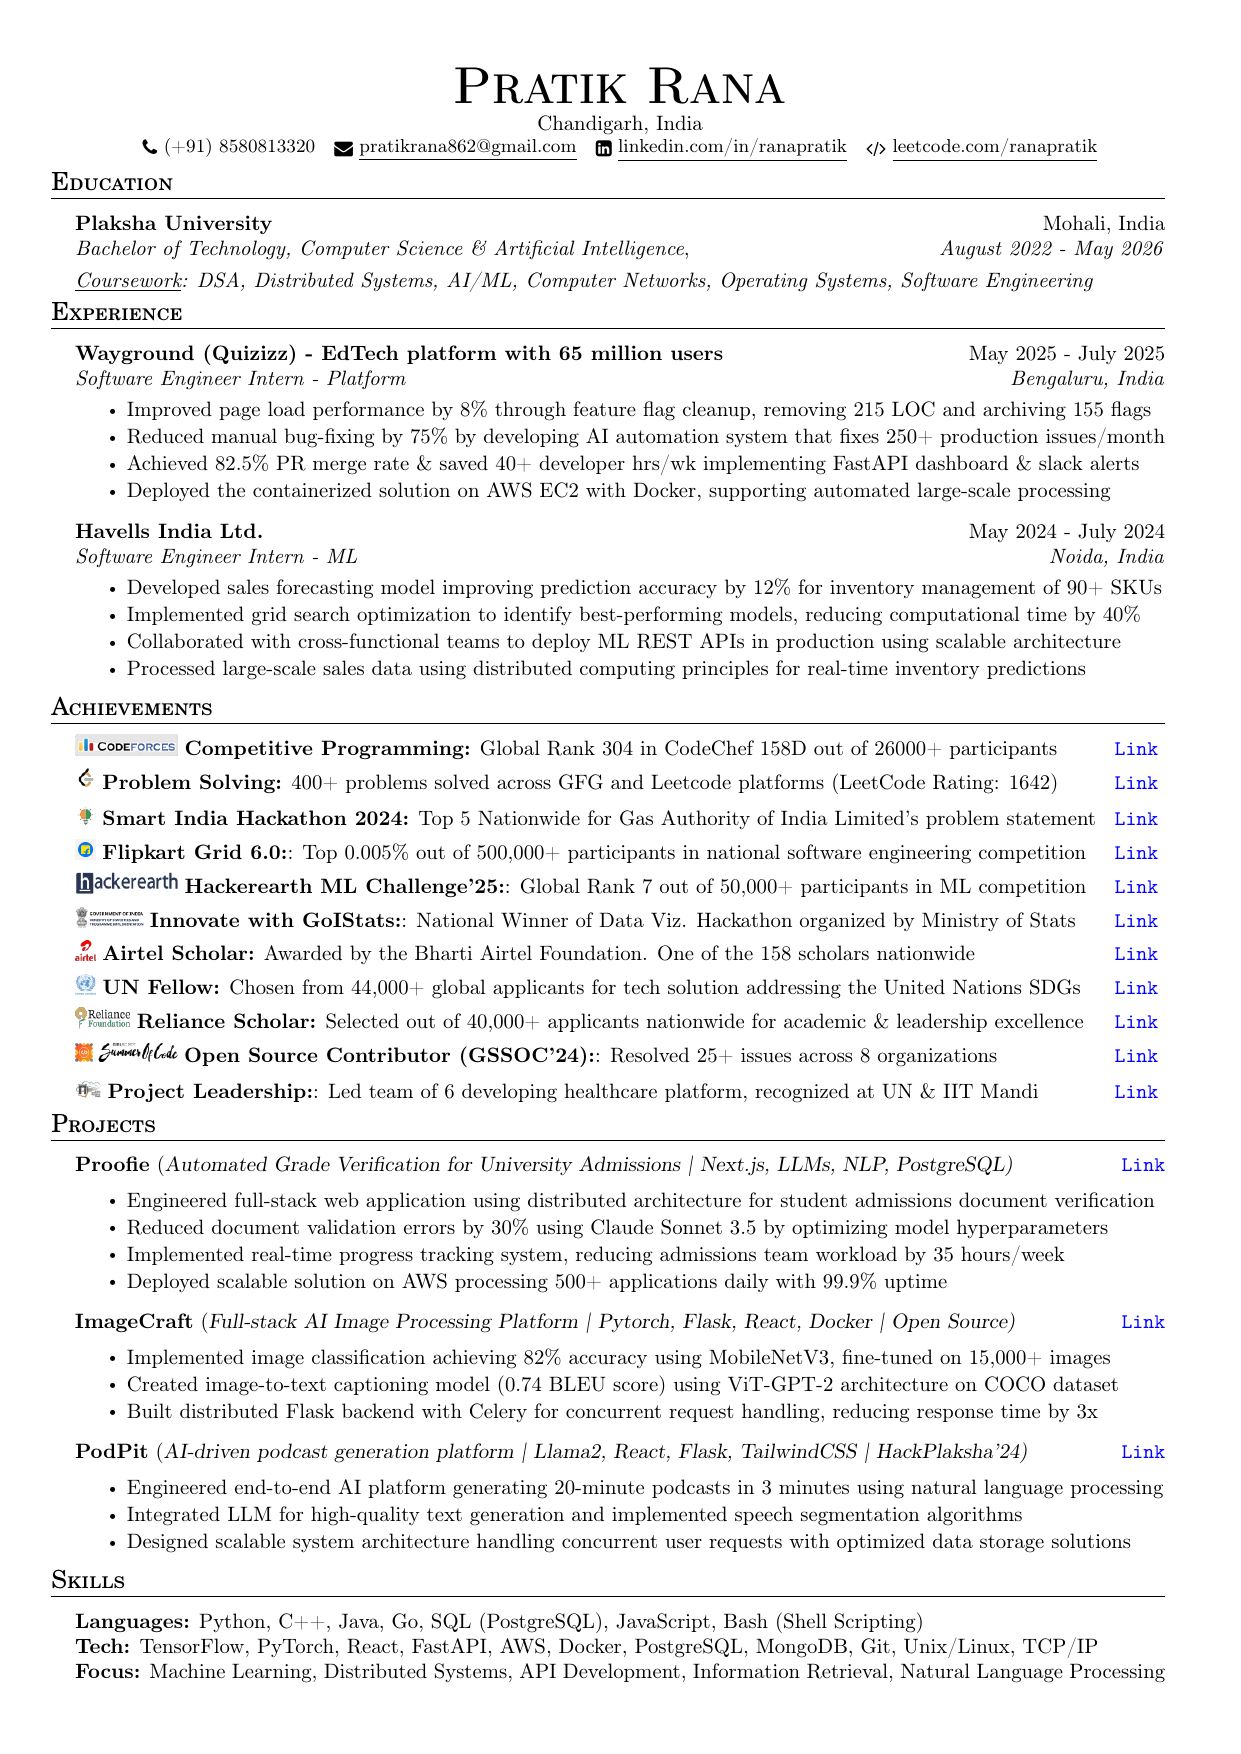 Pratik Rana
Chandigarh, India
(+91) 8580813320 pratikrana862@gmail.com linkedin.com/in/ranapratik leetcode.com/ranapratik
Education
Plaksha University Mohali, India
Bachelor of Technology, Computer Science & Artificial Intelligence, August 2022 - May 2026
Coursework: DSA, Distributed Systems, AI/ML, Computer Networks, Operating Systems, Software Engineering
Experience
Wayground (Quizizz) - EdTech platform with 65 million users May 2025 - July 2025
Software Engineer Intern - Platform Bengaluru, India
• Improved page load performance by 8% through feature flag cleanup, removing 215 LOC and archiving 155 flags
• Reduced manual bug-fixing by 75% by developing AI automation system that fixes 250+ production issues/month
• Achieved 82.5% PR merge rate & saved 40+ developer hrs/wk implementing FastAPI dashboard & slack alerts
• Deployed the containerized solution on AWS EC2 with Docker, supporting automated large-scale processing
Havells India Ltd. May 2024 - July 2024
Software Engineer Intern - ML Noida, India
• Developed sales forecasting model improving prediction accuracy by 12% for inventory management of 90+ SKUs
• Implemented grid search optimization to identify best-performing models, reducing computational time by 40%
• Collaborated with cross-functional teams to deploy ML REST APIs in production using scalable architecture
• Processed large-scale sales data using distributed computing principles for real-time inventory predictions
Achievements
CODEFORCES Competitive Programming: Global Rank 304 in CodeChef 158D out of 26000+ participants Link
Problem Solving: 400+ problems solved across GFG and Leetcode platforms (LeetCode Rating: 1642) Link
Smart India Hackathon 2024: Top 5 Nationwide for Gas Authority of India Limited's problem statement Link
Flipkart Grid 6.0:: Top 0.005% out of 500,000+ participants in national software engineering competition Link
hackerearth Hackerearth ML Challenge'25:: Global Rank 7 out of 50,000+ participants in ML competition Link
GOVERNMENT OF INDIA Innovate with GoIStats:: National Winner of Data Viz. Hackathon organized by Ministry of Stats Link
airtel Airtel Scholar: Awarded by the Bharti Airtel Foundation. One of the 158 scholars nationwide Link
UN Fellow: Chosen from 44,000+ global applicants for tech solution addressing the United Nations SDGs Link
Reliance Foundation Reliance Scholar: Selected out of 40,000+ applicants nationwide for academic & leadership excellence Link
Summer Of Code Open Source Contributor (GSSOC'24):: Resolved 25+ issues across 8 organizations Link
Project Leadership:: Led team of 6 developing healthcare platform, recognized at UN & IIT Mandi Link
Projects
Proofie (Automated Grade Verification for University Admissions | Next.js, LLMs, NLP, PostgreSQL) Link
• Engineered full-stack web application using distributed architecture for student admissions document verification
• Reduced document validation errors by 30% using Claude Sonnet 3.5 by optimizing model hyperparameters
• Implemented real-time progress tracking system, reducing admissions team workload by 35 hours/week
• Deployed scalable solution on AWS processing 500+ applications daily with 99.9% uptime
ImageCraft (Full-stack AI Image Processing Platform | Pytorch, Flask, React, Docker | Open Source) Link
• Implemented image classification achieving 82% accuracy using MobileNetV3, fine-tuned on 15,000+ images
• Created image-to-text captioning model (0.74 BLEU score) using ViT-GPT-2 architecture on COCO dataset
• Built distributed Flask backend with Celery for concurrent request handling, reducing response time by 3x
PodPit (AI-driven podcast generation platform | Llama2, React, Flask, TailwindCSS | HackPlaksha'24) Link
• Engineered end-to-end AI platform generating 20-minute podcasts in 3 minutes using natural language processing
• Integrated LLM for high-quality text generation and implemented speech segmentation algorithms
• Designed scalable system architecture handling concurrent user requests with optimized data storage solutions
Skills
Languages: Python, C++, Java, Go, SQL (PostgreSQL), JavaScript, Bash (Shell Scripting)
Tech: TensorFlow, PyTorch, React, FastAPI, AWS, Docker, PostgreSQL, MongoDB, Git, Unix/Linux, TCP/IP
Focus: Machine Learning, Distributed Systems, API Development, Information Retrieval, Natural Language Processing